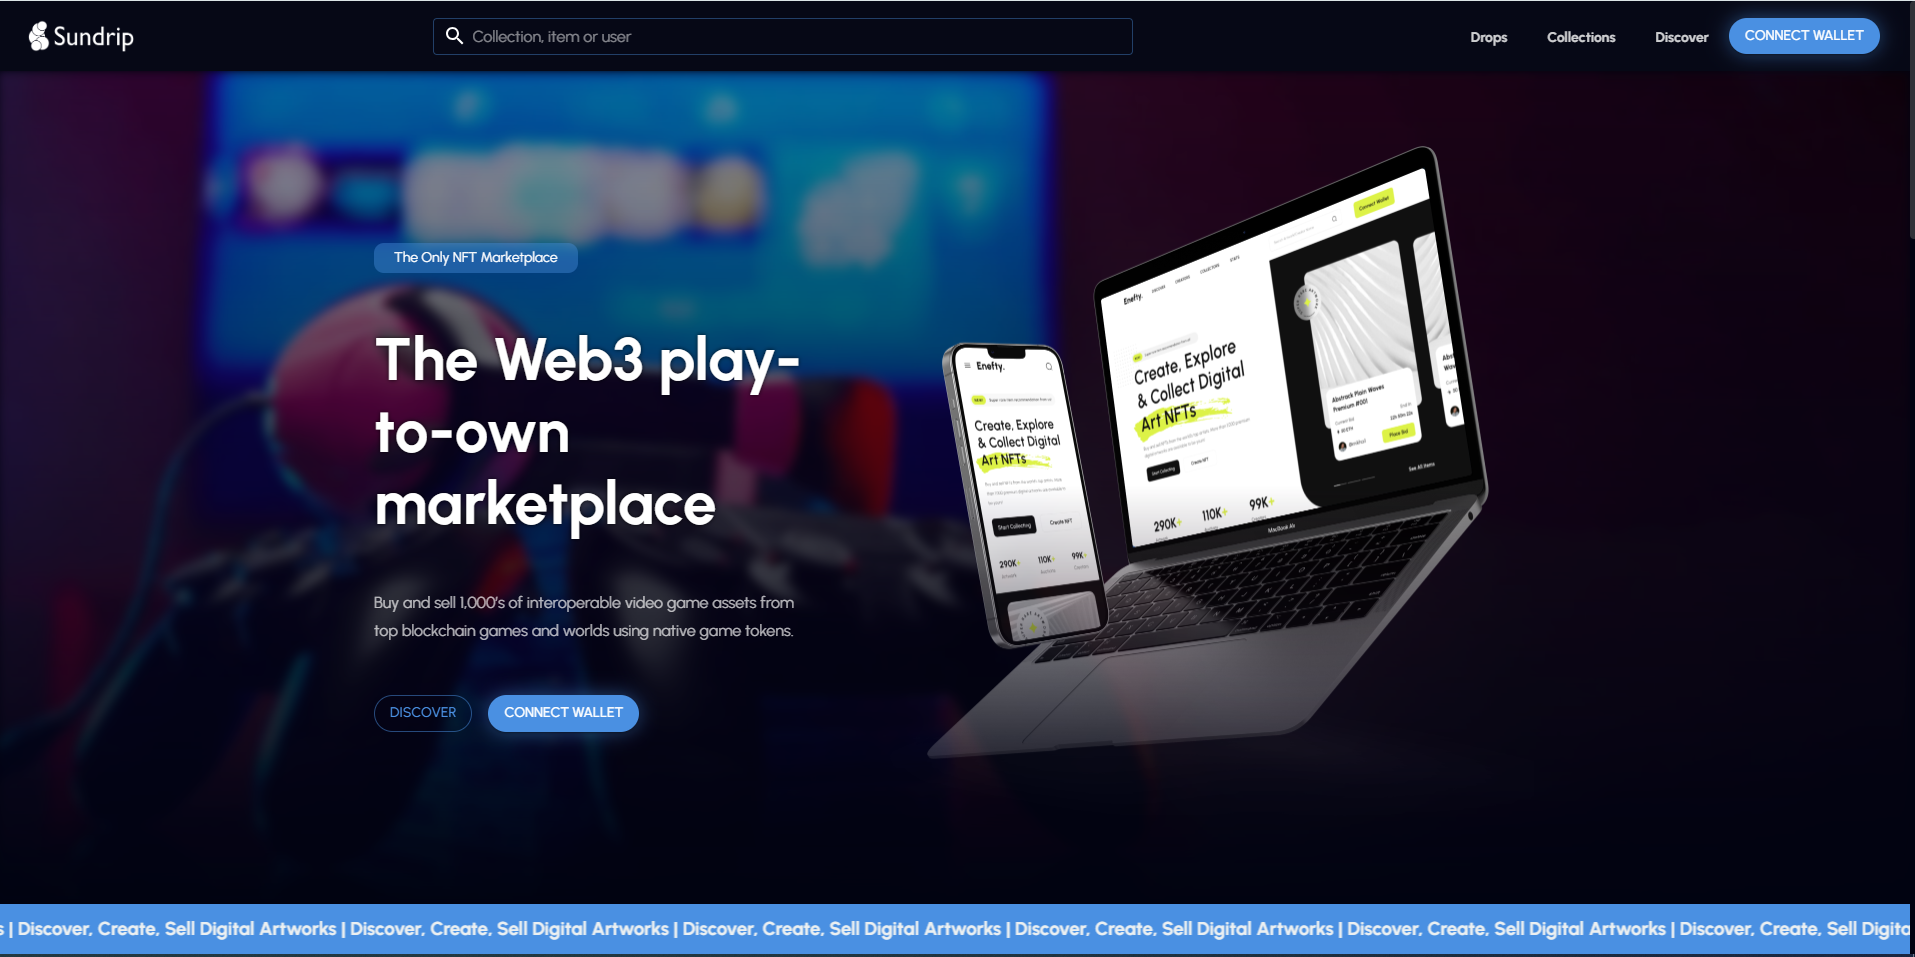 Sundrip
Collection, item or user
Drops
Collections
Discover
CONNECT WALLET
The Only NFT Marketplace
The Web3 play-
to-own
marketplace
Buy and sell 1,000's of interoperable video game assets from
top blockchain games and worlds using native game tokens.
DISCOVER
CONNECT WALLET
Enefty.
Create, Explore
& Collect Digital
Art NFTs
Start Collecting
Create NFT
290K+
110K+
99K+
Enefty.
DISCOVER
CREATORS
COLLECTIONS
STATS
Connect Wallet
Create, Explore
& Collect Digital
Art NFTs
Start Collecting
Create NFT
290K+
110K+
99K+
Abstrack Plain Waves
Premium #001
Place Bid
See All Items
MacBook Air
s | Discover, Create, Sell Digital Artworks | Discover, Create, Sell Digital Artworks | Discover, Create, Sell Digital Artworks | Discover, Create, Sell Digital Artworks | Discover, Create, Sell Digital Artworks | Discover, Create, Sell Digita